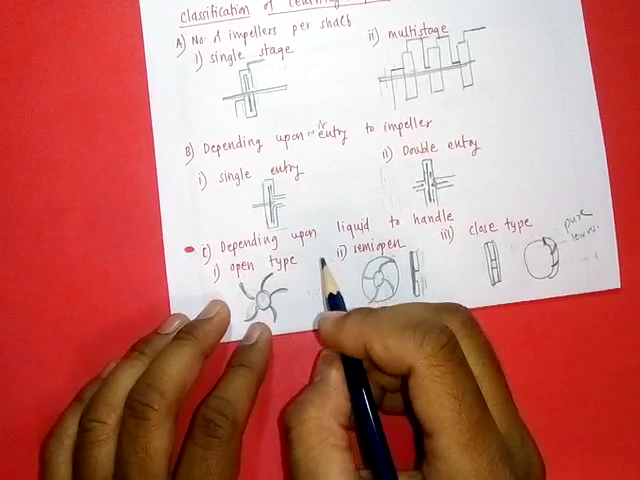 classification of
A) No. of impellers per shaft
i) single stage
ii) multistage
B) Depending upon entry to impeller
i) single entry
ii) Double entry
C) Depending upon liquid to handle
i) open type
ii) semiopen
iii) close type
pure